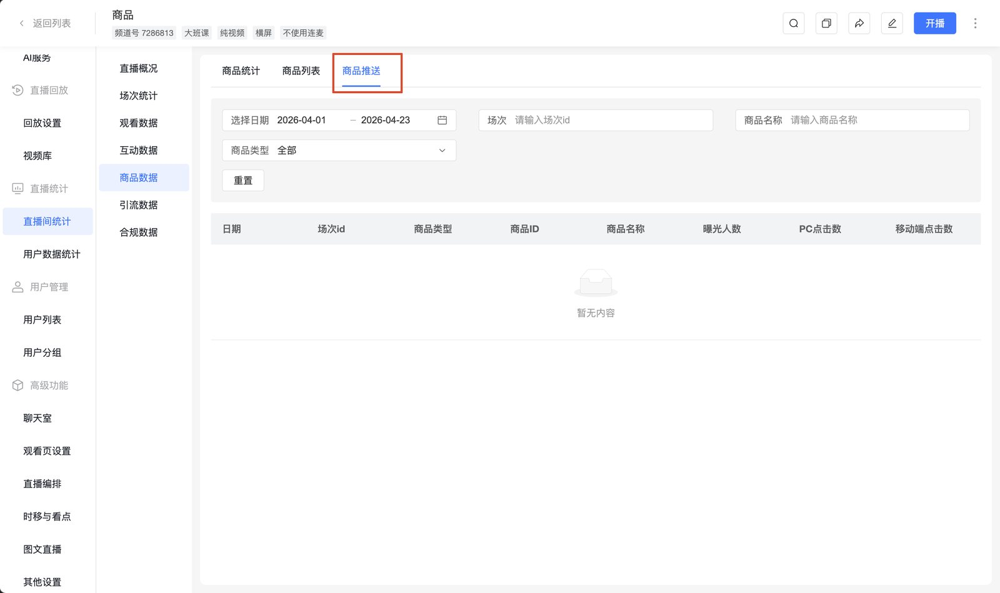 返回列表
商品
频道号 7286813 大班课 纯视频 横屏 不使用连麦
开播
AI服务
直播回放
回放设置
视频库
直播统计
直播间统计
用户数据统计
用户管理
用户列表
用户分组
高级功能
聊天室
观看页设置
直播编排
时移与看点
图文直播
其他设置
直播概况
场次统计
观看数据
互动数据
商品数据
引流数据
合规数据
商品统计 商品列表 商品推送
选择日期 2026-04-01 – 2026-04-23 场次 请输入场次id 商品名称 请输入商品名称
商品类型 全部
重置
日期 场次id 商品类型 商品ID 商品名称 曝光人数 PC点击数 移动端点击数
暂无内容